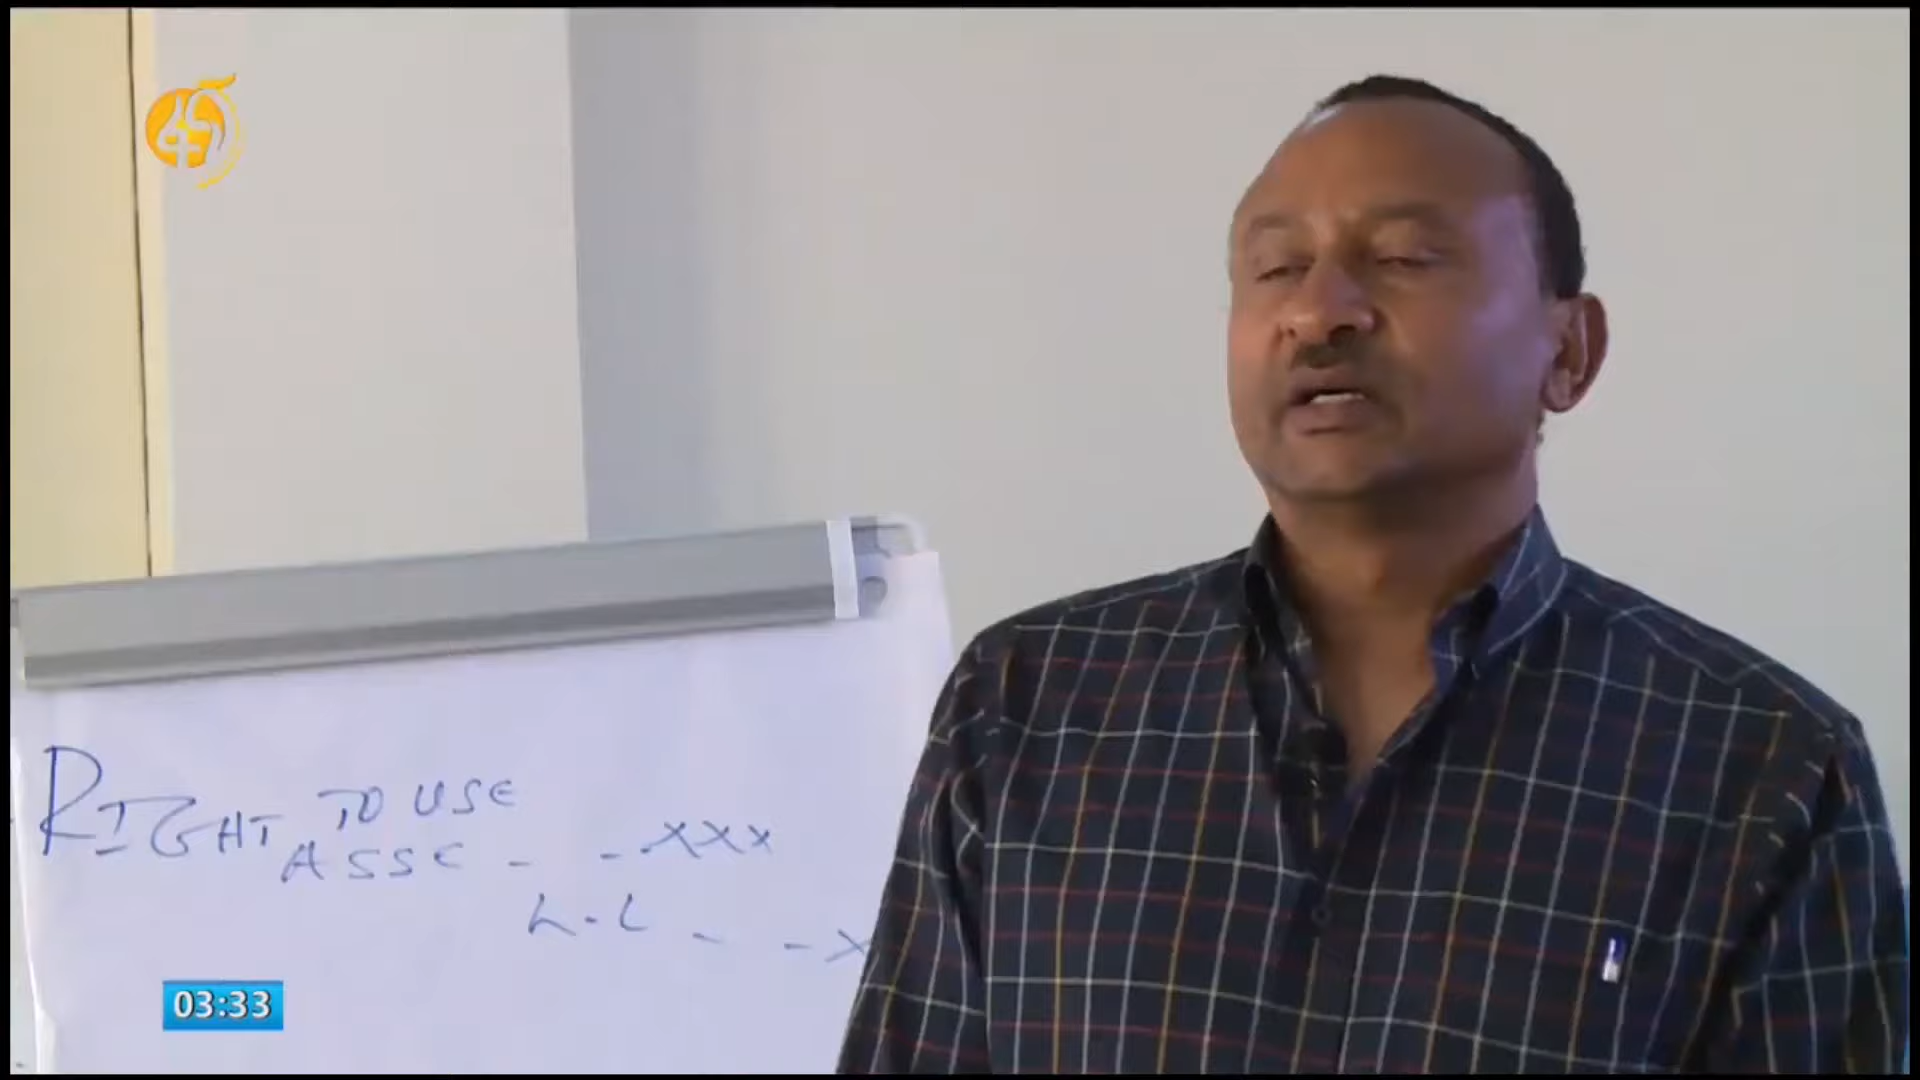 RIGHT TO USE
ASSE - - XXX
L.L - - X
03:33